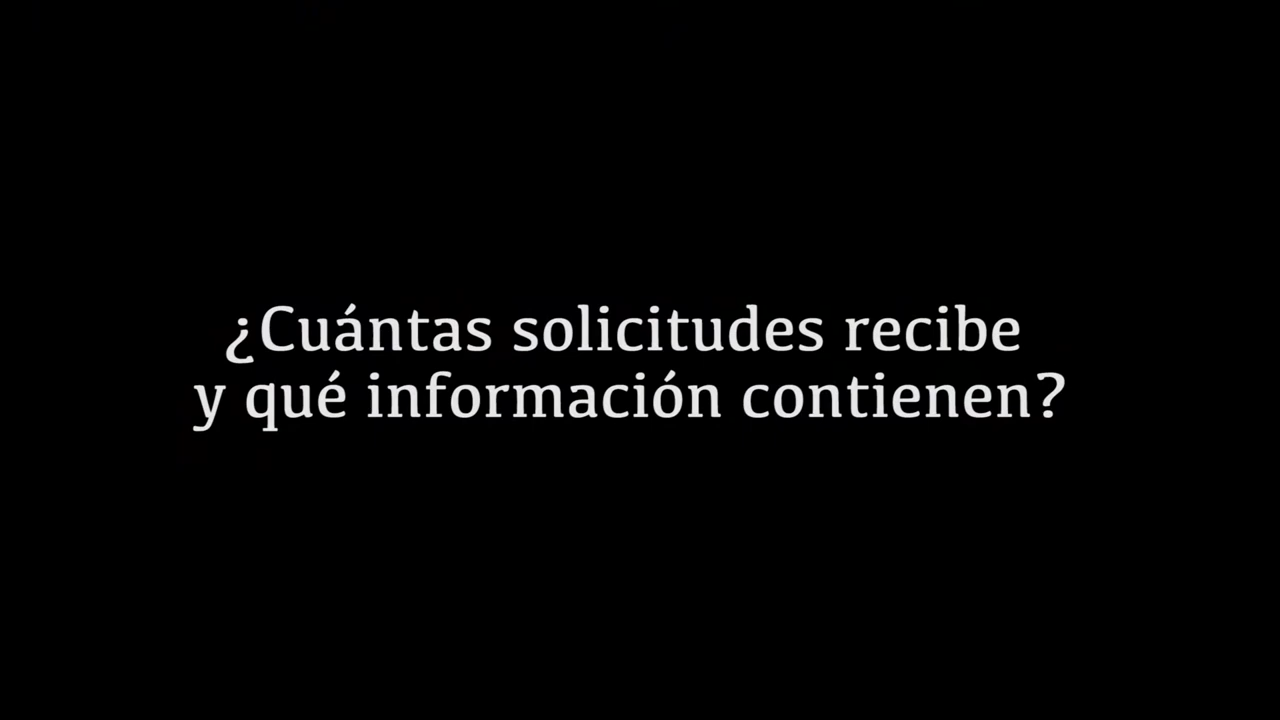 ¿Cuántas solicitudes recibe
y qué información contienen?